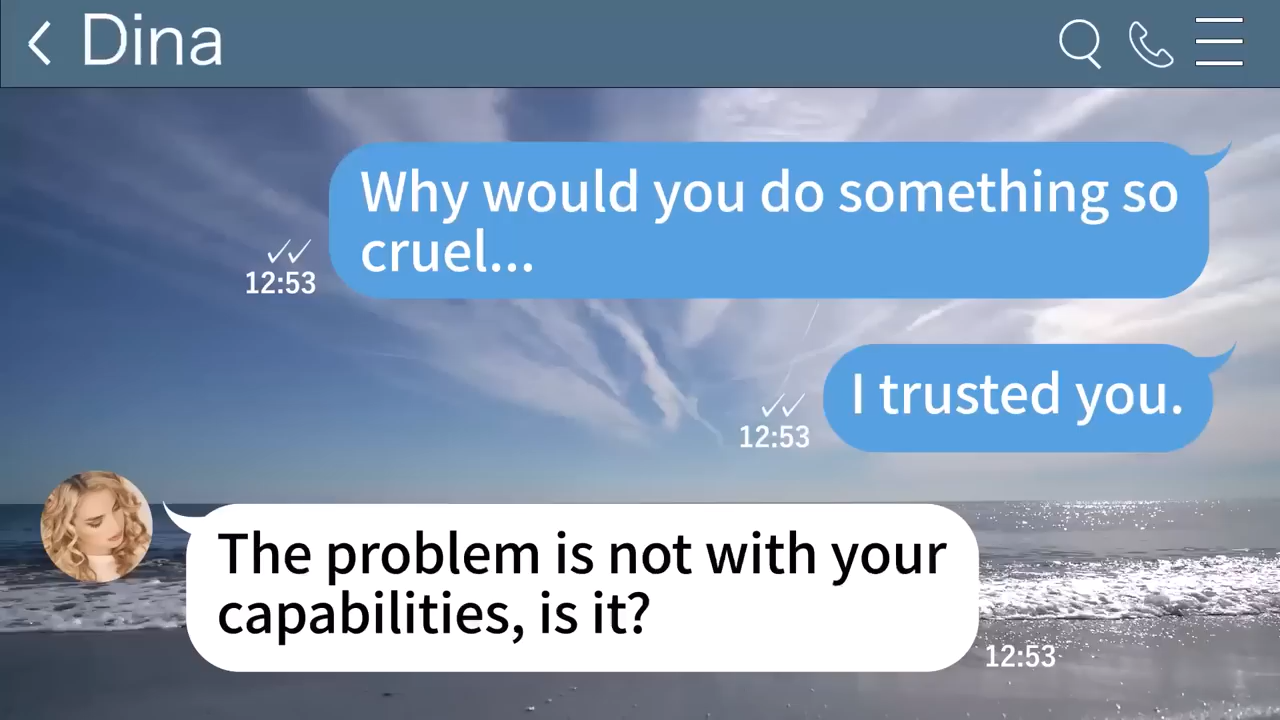 Dina
Why would you do something so
cruel...
12:53
I trusted you.
12:53
The problem is not with your
capabilities, is it?
12:53